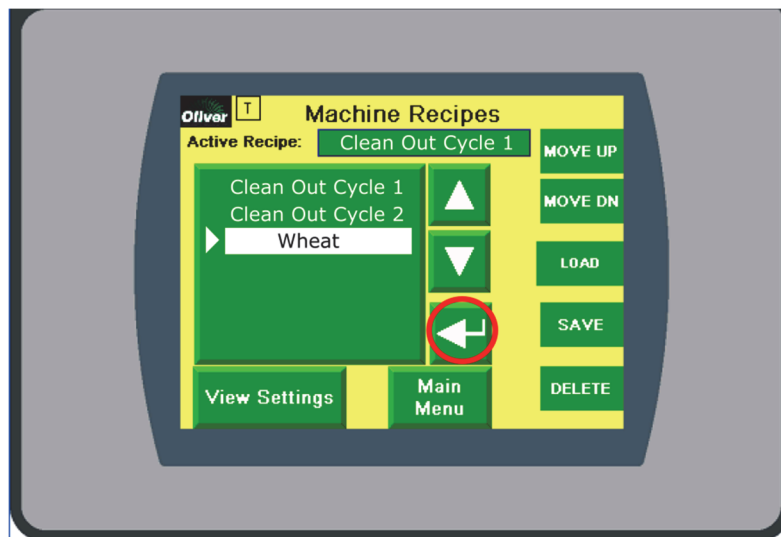 Oliver T Machine Recipes
Active Recipe: Clean Out Cycle 1
Clean Out Cycle 1
Clean Out Cycle 2
Wheat
MOVE UP
MOVE DN
LOAD
SAVE
DELETE
View Settings
Main
Menu